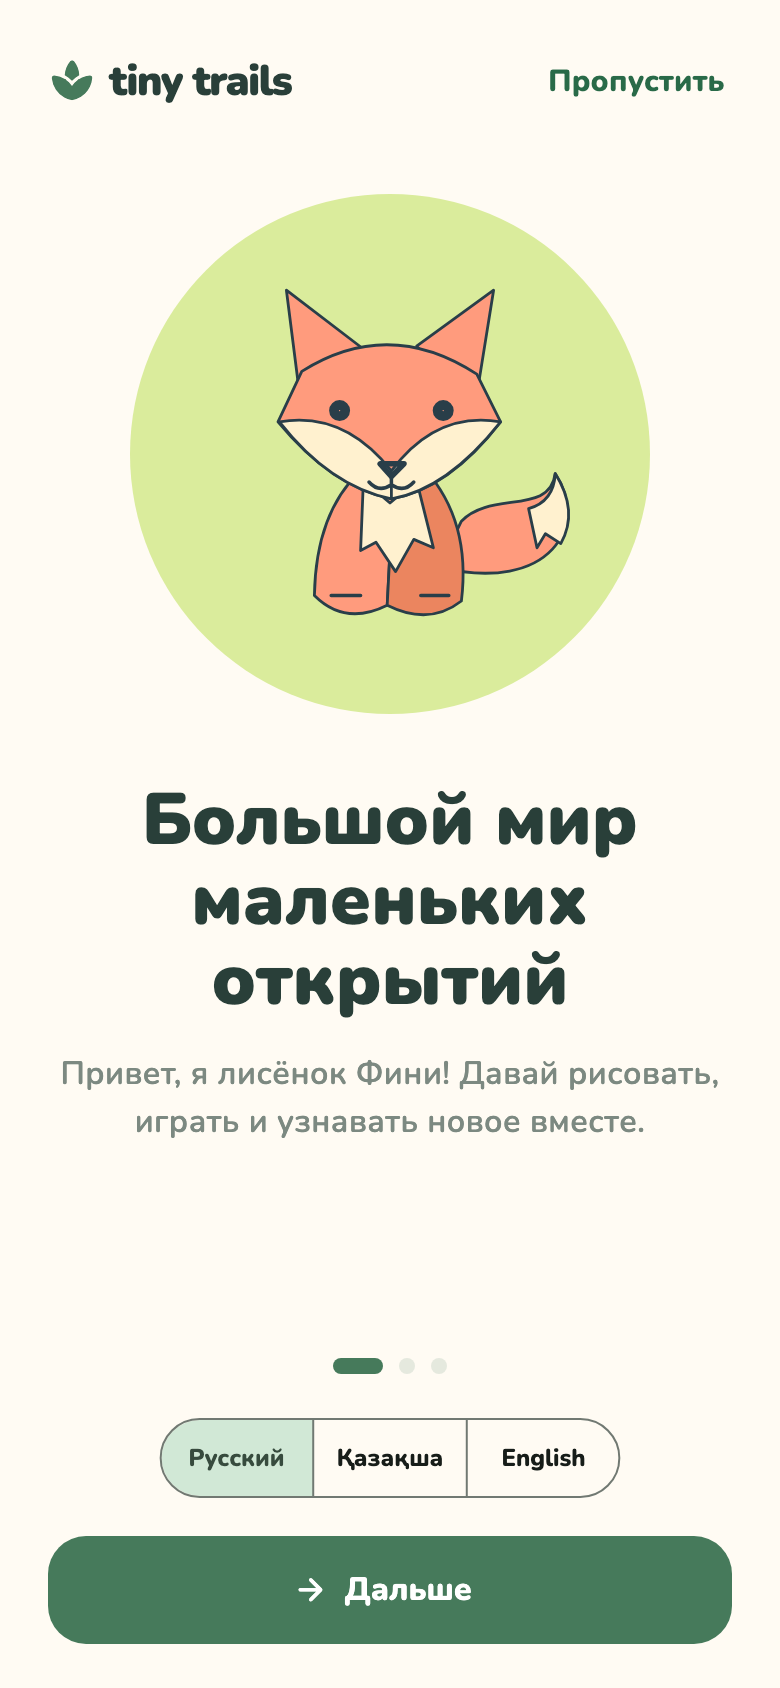 tiny trails
Пропустить
Большой мир
маленьких
открытий
Привет, я лисёнок Фини! Давай рисовать,
играть и узнавать новое вместе.
Русский
Қазақша
English
Дальше